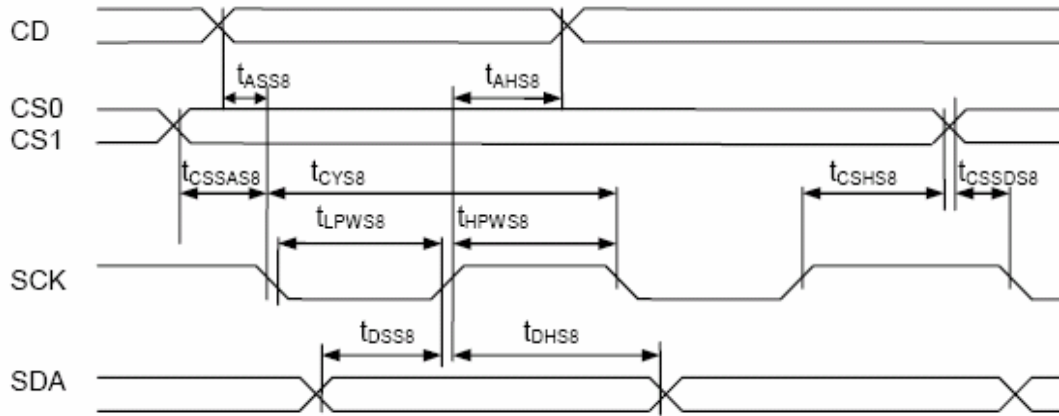 CD
tASS8 tAHS8
CS0
CS1
tCSSAS8 tCYS8 tCSHS8 tCSSDS8
tLPWS8 tHPWS8
SCK
tDSS8 tDHS8
SDA